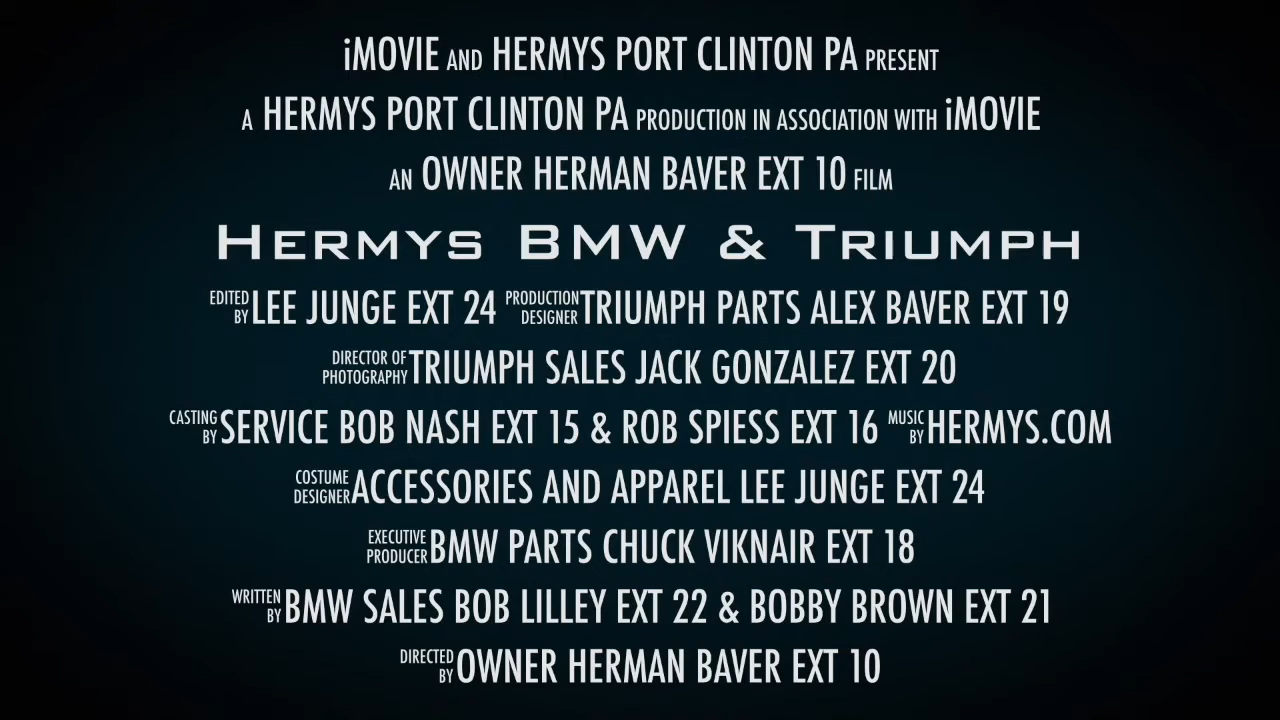 iMOVIE AND HERMYS PORT CLINTON PA PRESENT
A HERMYS PORT CLINTON PA PRODUCTION IN ASSOCIATION WITH iMOVIE
AN OWNER HERMAN BAVER EXT 10 FILM
HERMYS BMW & TRIUMPH
EDITED BY LEE JUNGE EXT 24 PRODUCTION DESIGNER TRIUMPH PARTS ALEX BAVER EXT 19
DIRECTOR OF PHOTOGRAPHY TRIUMPH SALES JACK GONZALEZ EXT 20
CASTING BY SERVICE BOB NASH EXT 15 & ROB SPIESS EXT 16 MUSIC BY HERMYS.COM
COSTUME DESIGNER ACCESSORIES AND APPAREL LEE JUNGE EXT 24
EXECUTIVE PRODUCER BMW PARTS CHUCK VIKNAIR EXT 18
WRITTEN BY BMW SALES BOB LILLEY EXT 22 & BOBBY BROWN EXT 21
DIRECTED BY OWNER HERMAN BAVER EXT 10